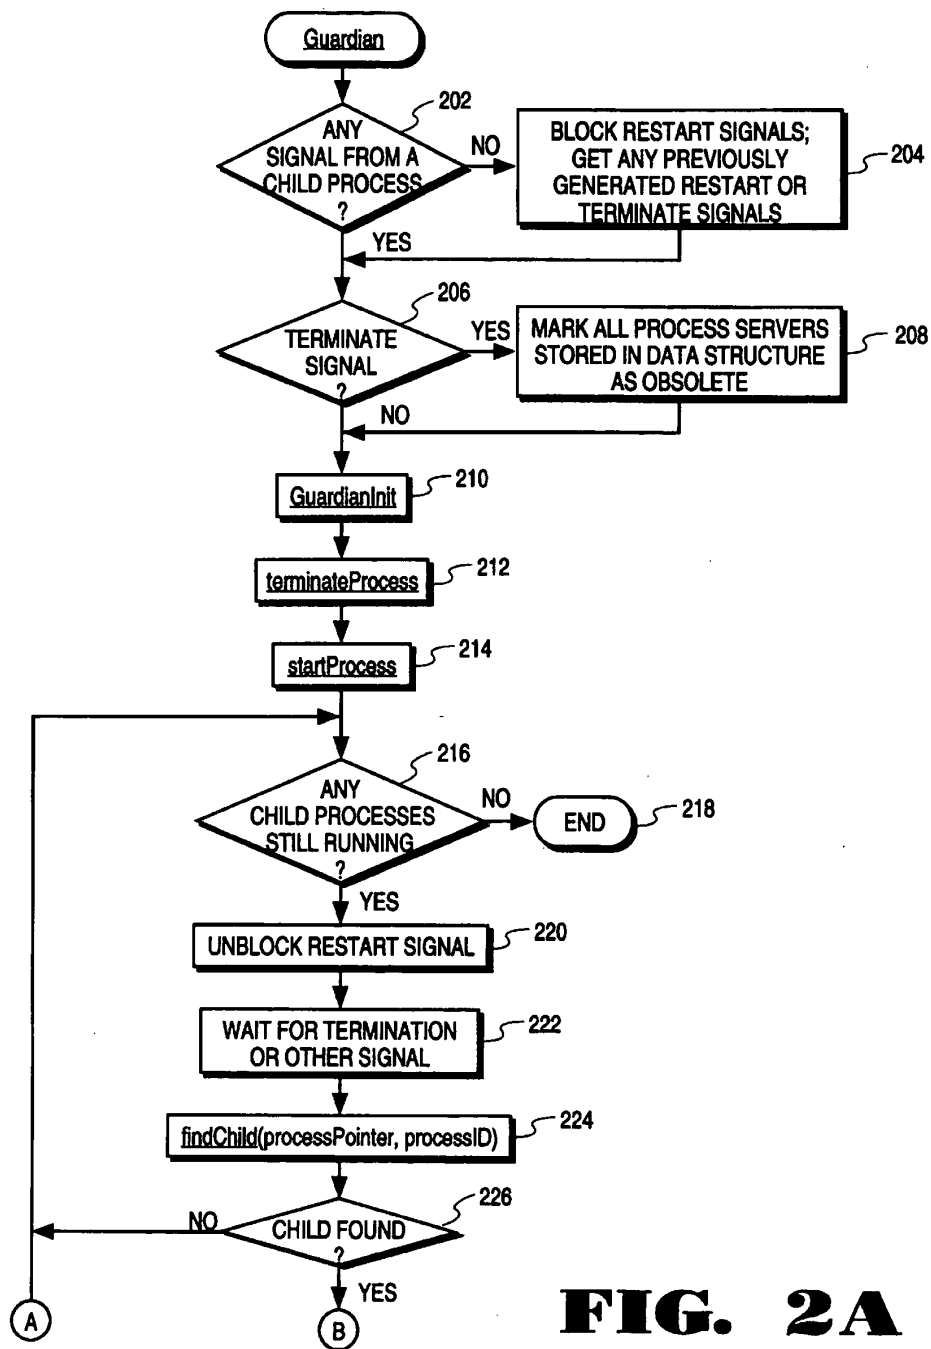 Guardian
202
ANY
SIGNAL FROM A
CHILD PROCESS
?
NO
BLOCK RESTART SIGNALS;
GET ANY PREVIOUSLY
GENERATED RESTART OR
TERMINATE SIGNALS
204
YES
206
TERMINATE
SIGNAL
?
YES
MARK ALL PROCESS SERVERS
STORED IN DATA STRUCTURE
AS OBSOLETE
208
NO
GuardianInit
210
terminateProcess
212
startProcess
214
216
ANY
CHILD PROCESSES
STILL RUNNING
?
NO
END
218
YES
UNBLOCK RESTART SIGNAL
220
WAIT FOR TERMINATION
OR OTHER SIGNAL
222
findChild(processPointer, processID)
224
226
CHILD FOUND
?
NO
YES
A
B
FIG. 2A